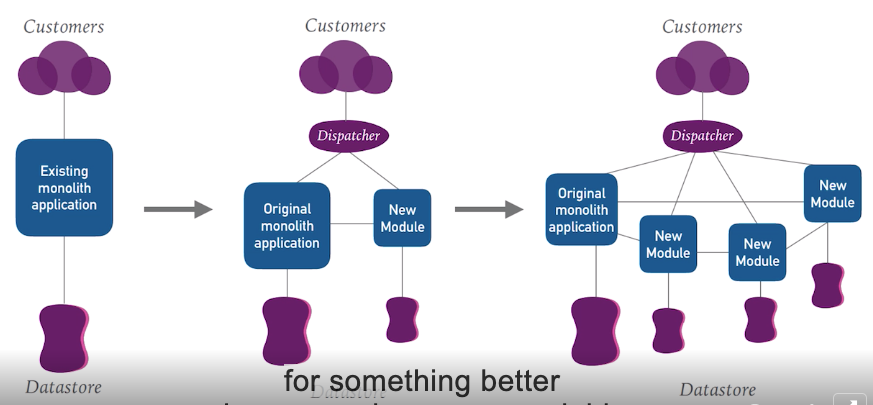 Customers
Customers
Customers
Dispatcher
Dispatcher
Existing
monolith
application
Original
monolith
application
New
Module
Original
monolith
application
New
Module
New
Module
New
Module
for something better
Datastore
Datastore
Datastore